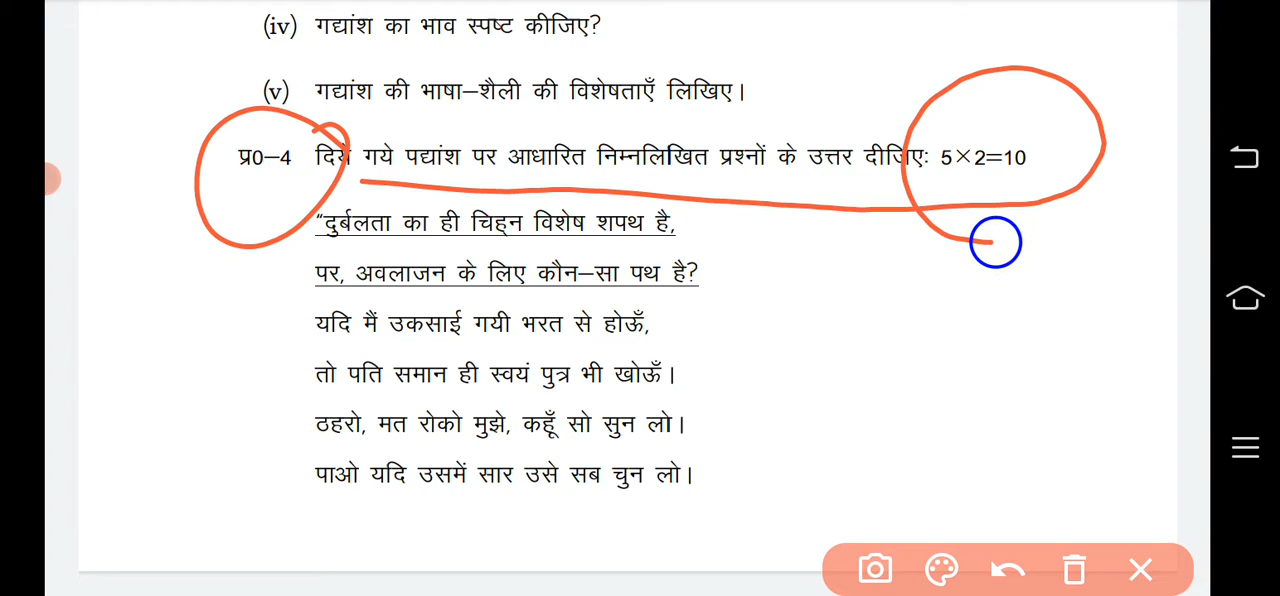 (iv) गद्यांश का भाव स्पष्ट कीजिए?
(v) गद्यांश की भाषा–शैली की विशेषताएँ लिखिए।
प्र0–4 दिये गये पद्यांश पर आधारित निम्नलिखित प्रश्नों के उत्तर दीजिए: 5×2=10
“दुर्बलता का ही चिह्न विशेष शपथ है,
पर, अवलाजन के लिए कौन–सा पथ है?
यदि मैं उकसाई गयी भरत से होऊँ,
तो पति समान ही स्वयं पुत्र भी खोऊँ।
ठहरो, मत रोको मुझे, कहूँ सो सुन लो।
पाओ यदि उसमें सार उसे सब चुन लो।